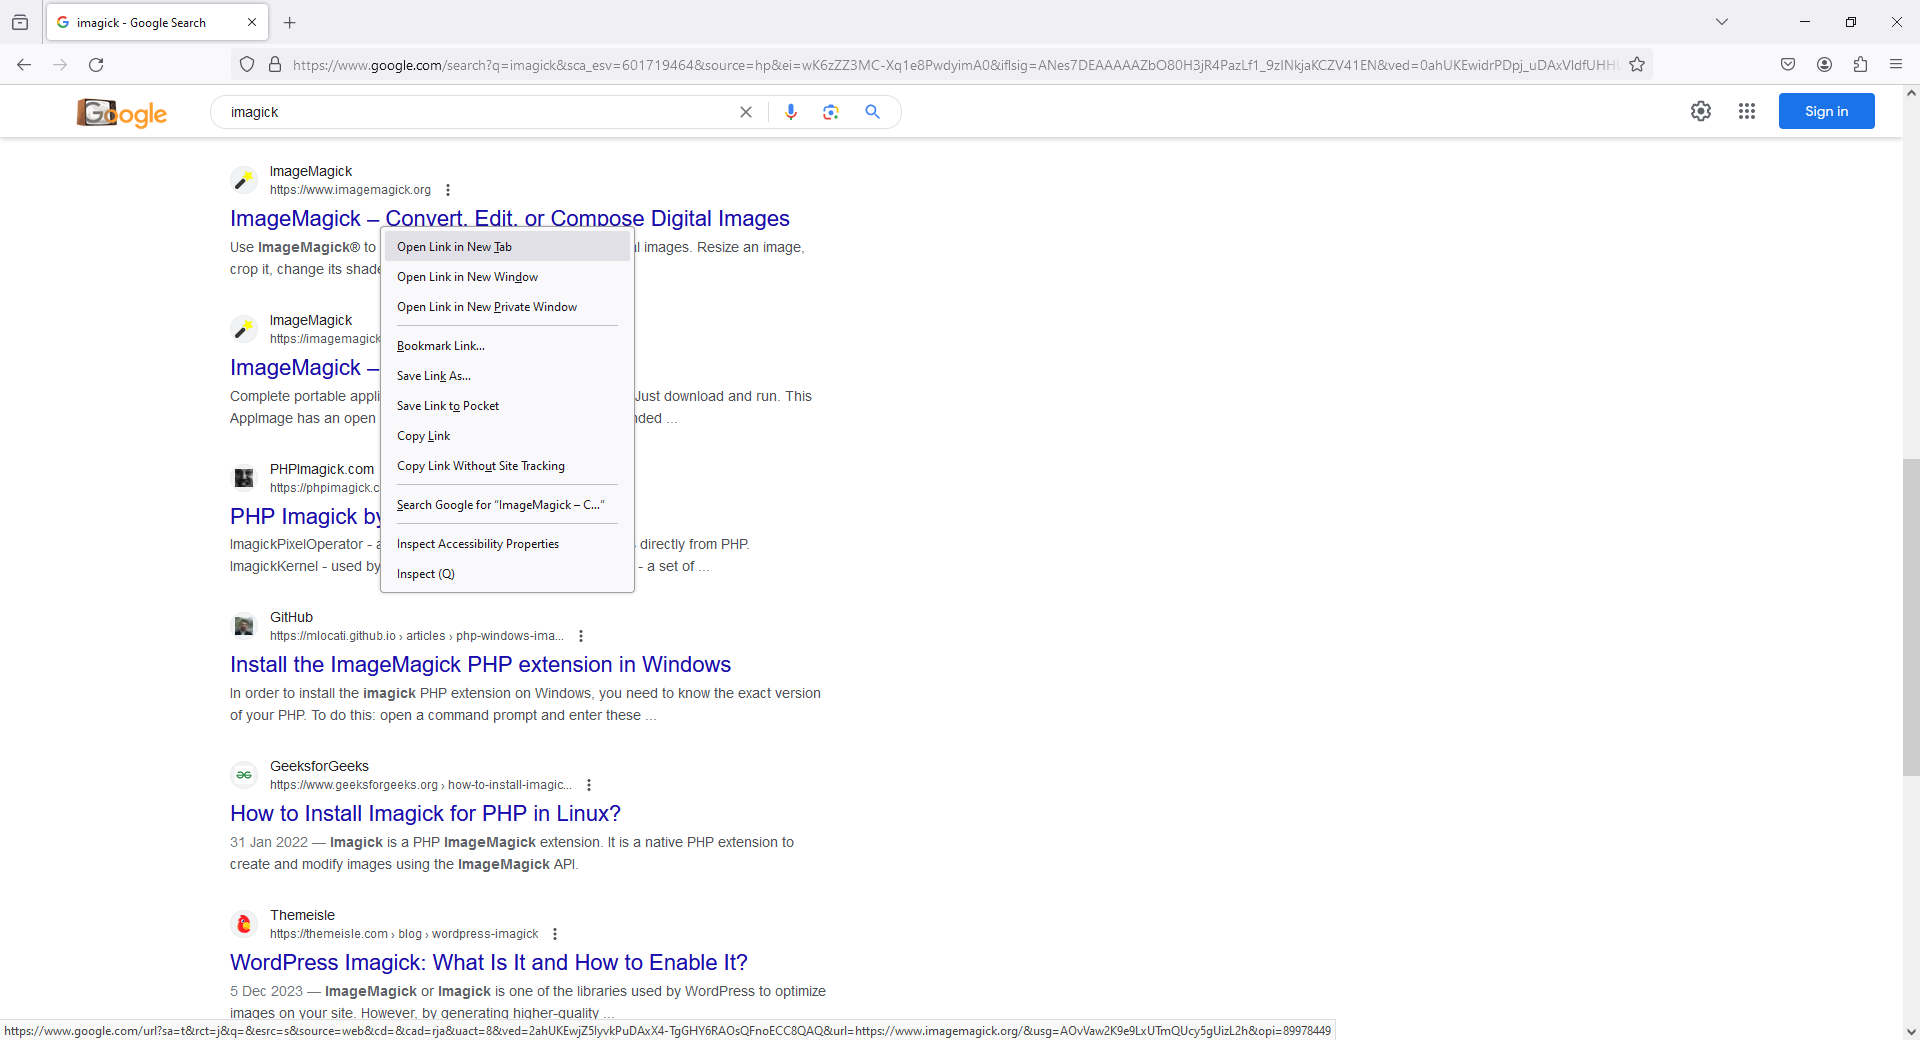 imagick - Google Search
https://www.google.com/search?q=imagick&sca_esv=601719464&source=hp&ei=wK6zZZ3MC-Xq1e8PwdyimA0&iflsig=ANes7DEAAAAAZbO80H3jR4PazLf1_9zINkjaKCZV41EN&ved=0ahUKEwidrPDpj_uDAxVldfUHHU
Google
imagick
Sign in
ImageMagick
https://www.imagemagick.org
ImageMagick – Convert, Edit, or Compose Digital Images
Use ImageMagick® to
l images. Resize an image,
crop it, change its shade
Open Link in New Tab
Open Link in New Window
Open Link in New Private Window
Bookmark Link...
Save Link As...
Save Link to Pocket
Copy Link
Copy Link Without Site Tracking
Search Google for “ImageMagick – C...”
Inspect Accessibility Properties
Inspect (Q)
ImageMagick
https://imagemagick
ImageMagick –
Complete portable appli
Just download and run. This
AppImage has an open
nded ...
PHPImagick.com
https://phpimagick.c
PHP Imagick by
ImagickPixelOperator - a
s directly from PHP.
ImagickKernel - used by
- a set of ...
GitHub
https://mlocati.github.io › articles › php-windows-ima...
Install the ImageMagick PHP extension in Windows
In order to install the imagick PHP extension on Windows, you need to know the exact version
of your PHP. To do this: open a command prompt and enter these ...
GeeksforGeeks
https://www.geeksforgeeks.org › how-to-install-imagic...
How to Install Imagick for PHP in Linux?
31 Jan 2022 — Imagick is a PHP ImageMagick extension. It is a native PHP extension to
create and modify images using the ImageMagick API.
Themeisle
https://themeisle.com › blog › wordpress-imagick
WordPress Imagick: What Is It and How to Enable It?
5 Dec 2023 — ImageMagick or Imagick is one of the libraries used by WordPress to optimize
images on your site. However, by generating higher-quality ...
https://www.google.com/url?sa=t&rct=j&q=&esrc=s&source=web&cd=&cad=rja&uact=8&ved=2ahUKEwjZ5IyvkPuDAxX4-TgGHY6RAOsQFnoECC8QAQ&url=https://www.imagemagick.org/&usg=AOvVaw2K9e9LxUTmQUcy5gUizL2h&opi=89978449